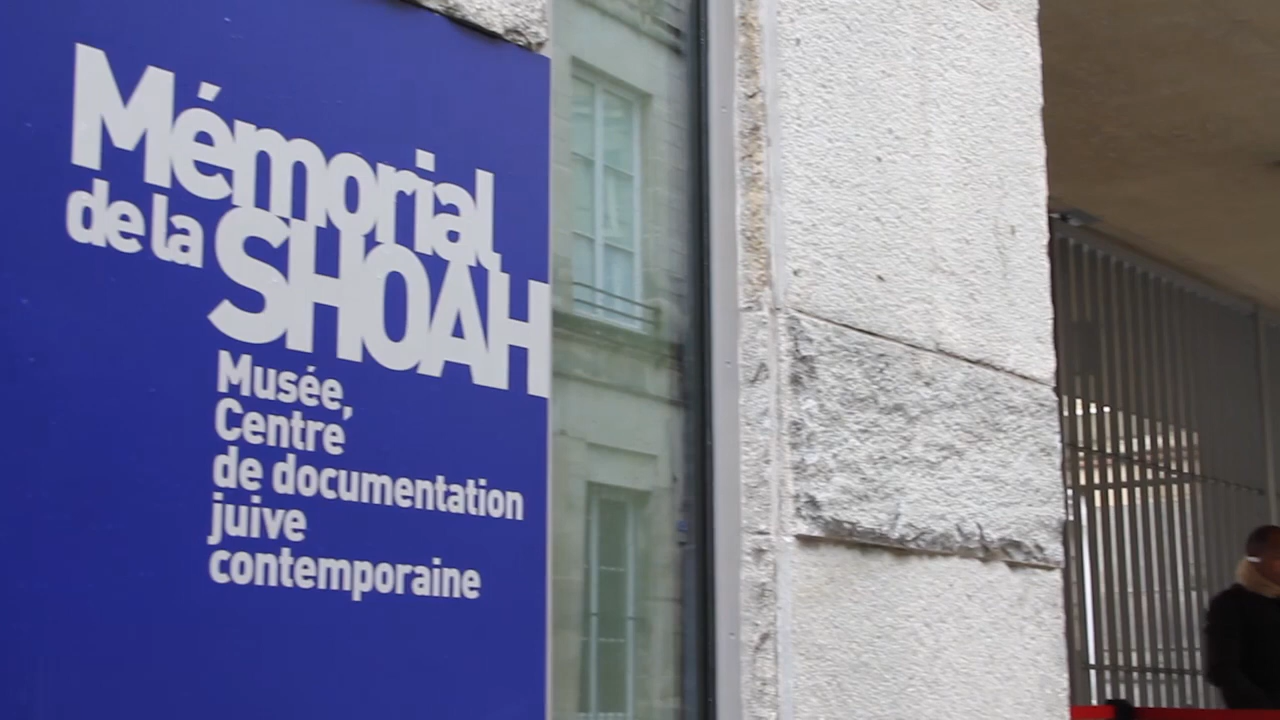 Mémorial
de la SHOAH
Musée,
Centre
de documentation
juive
contemporaine